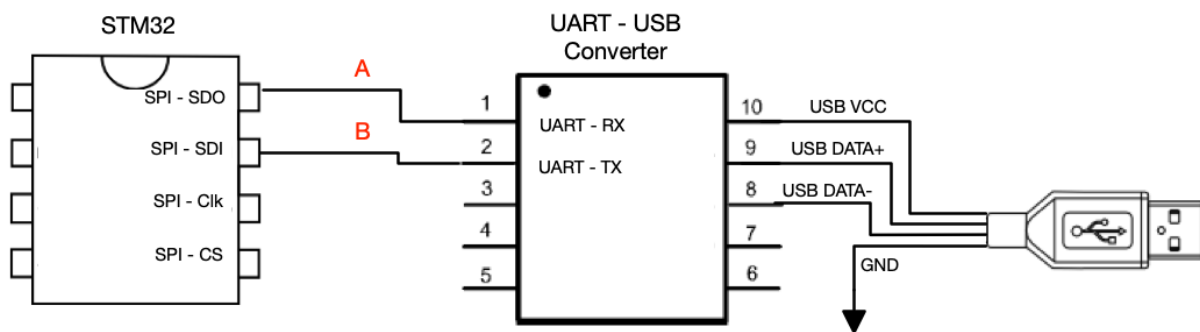 STM32
SPI - SDO
SPI - SDI
SPI - Clk
SPI - CS
A
B
UART - USB
Converter
1
2
3
4
5
UART - RX
UART - TX
10
9
8
7
6
USB VCC
USB DATA+
USB DATA-
GND